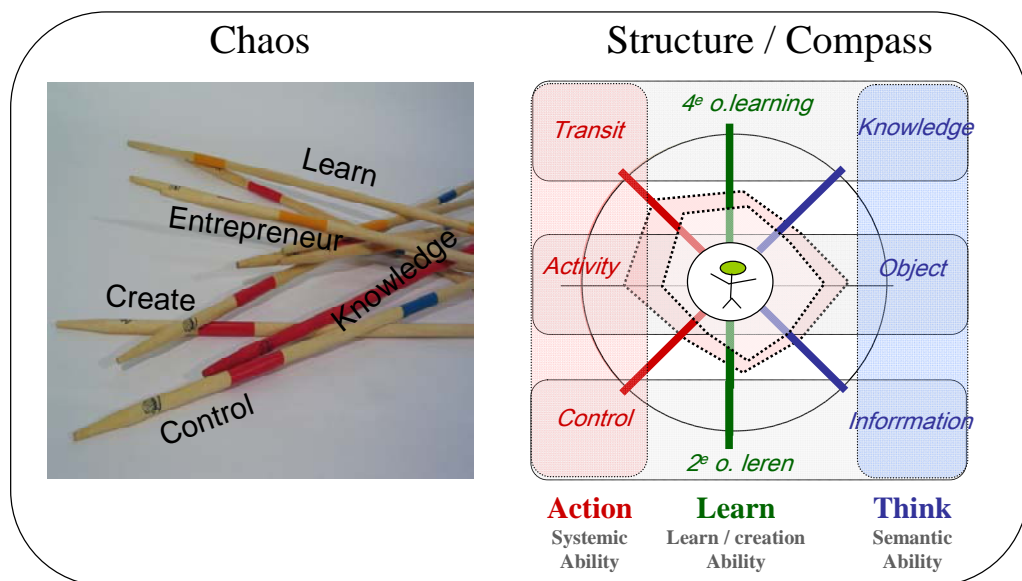 Chaos
Structure / Compass
Learn
Entrepreneur
Knowledge
Create
Control
4e o.learning
Transit
Knowledge
Activity
Object
Control
Inforrmation
2e o. leren
Action
Learn
Think
Systemic
Ability
Learn / creation
Ability
Semantic
Ability